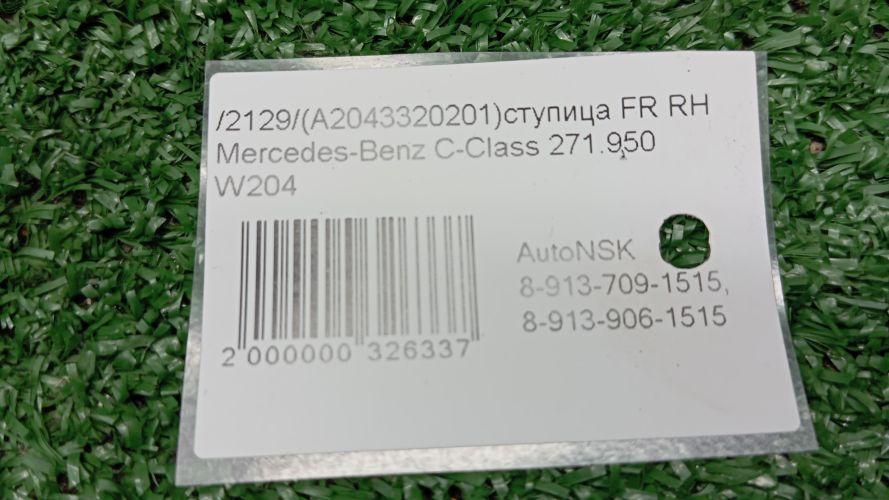 /2129/(A2043320201)ступица FR RH
Mercedes-Benz C-Class 271.950
W204
AutoNSK
8-913-709-1515,
8-913-906-1515
2 000000 326337